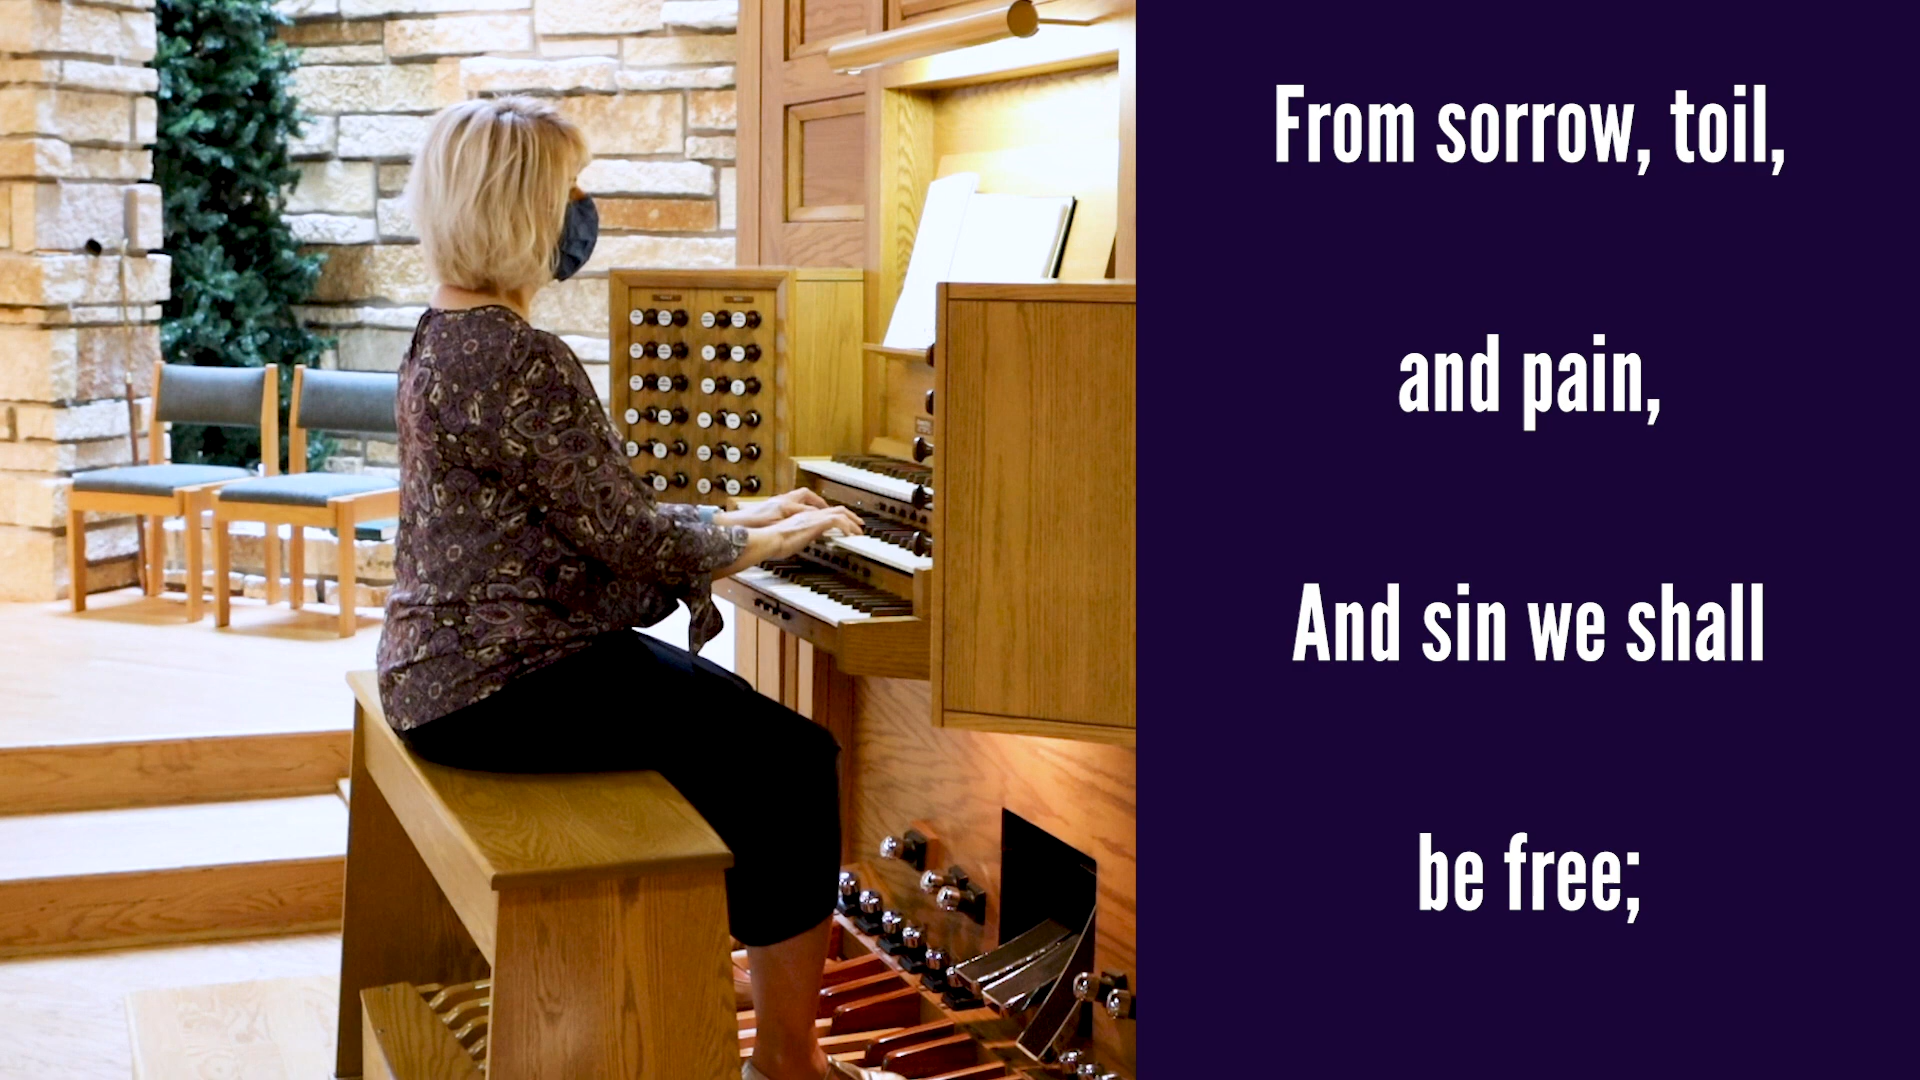 From sorrow, toil,
and pain,
And sin we shall
be free;